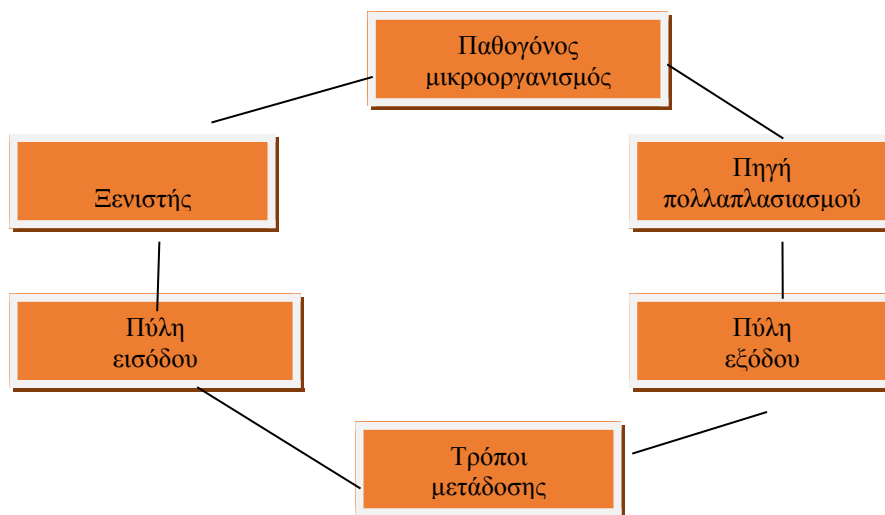 Παθογόνος
μικροοργανισμός
Πηγή
πολλαπλασιασμού
Ξενιστής
Πύλη
εισόδου
Πύλη
εξόδου
Τρόποι
μετάδοσης